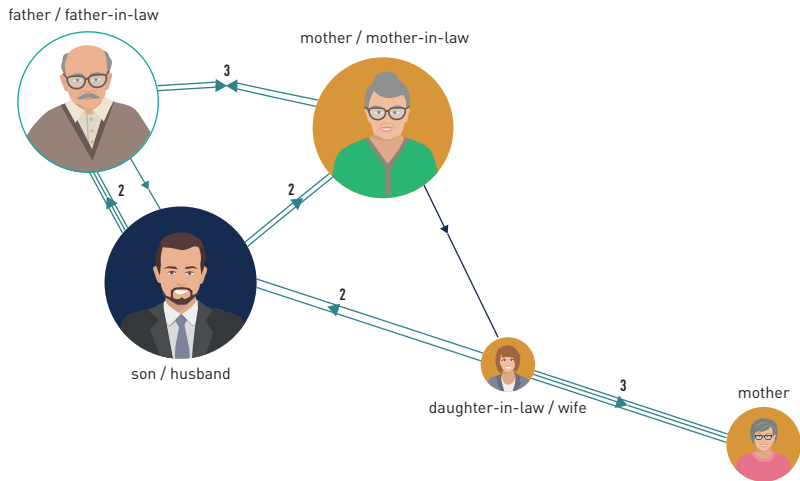 father / father-in-law
mother / mother-in-law
3
2
2
2
son / husband
daughter-in-law / wife
3
mother